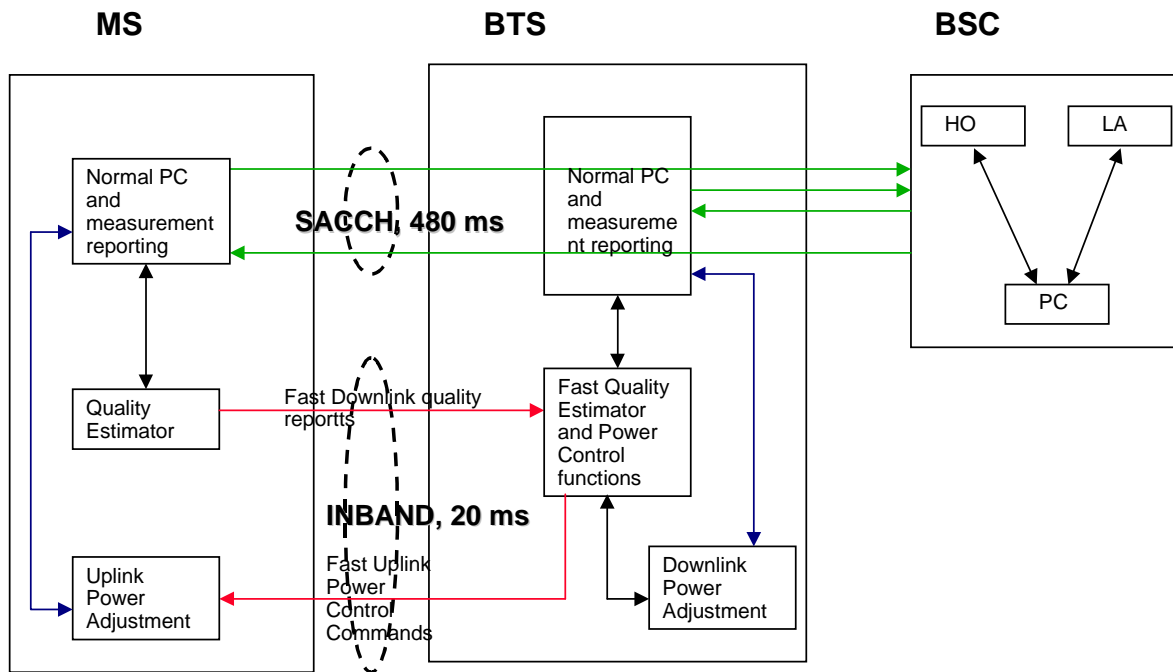 MS
BTS
BSC
Normal PC
and
measurement
reporting
SACCH, 480 ms
Normal PC
and
measureme
nt reporting
HO
LA
PC
Quality
Estimator
Fast Downlink quality
reportts
Fast Quality
Estimator
and Power
Control
functions
INBAND, 20 ms
Uplink
Power
Adjustment
Fast Uplink
Power
Control
Commands
Downlink
Power
Adjustment